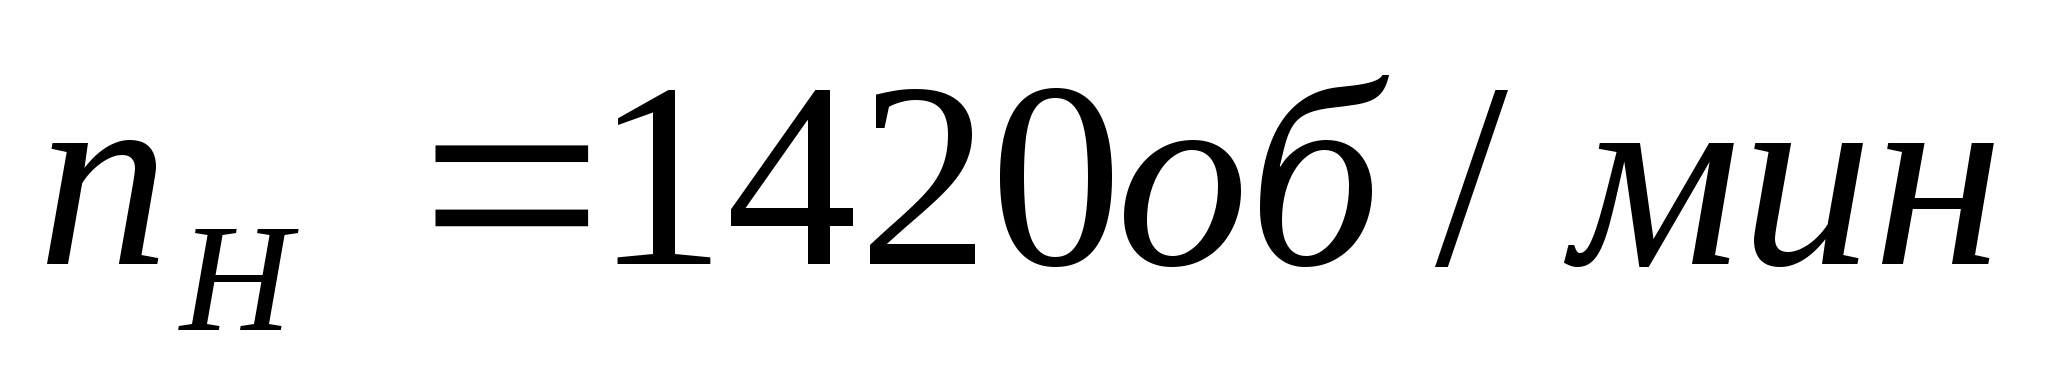 n_Н = 1420об / мин